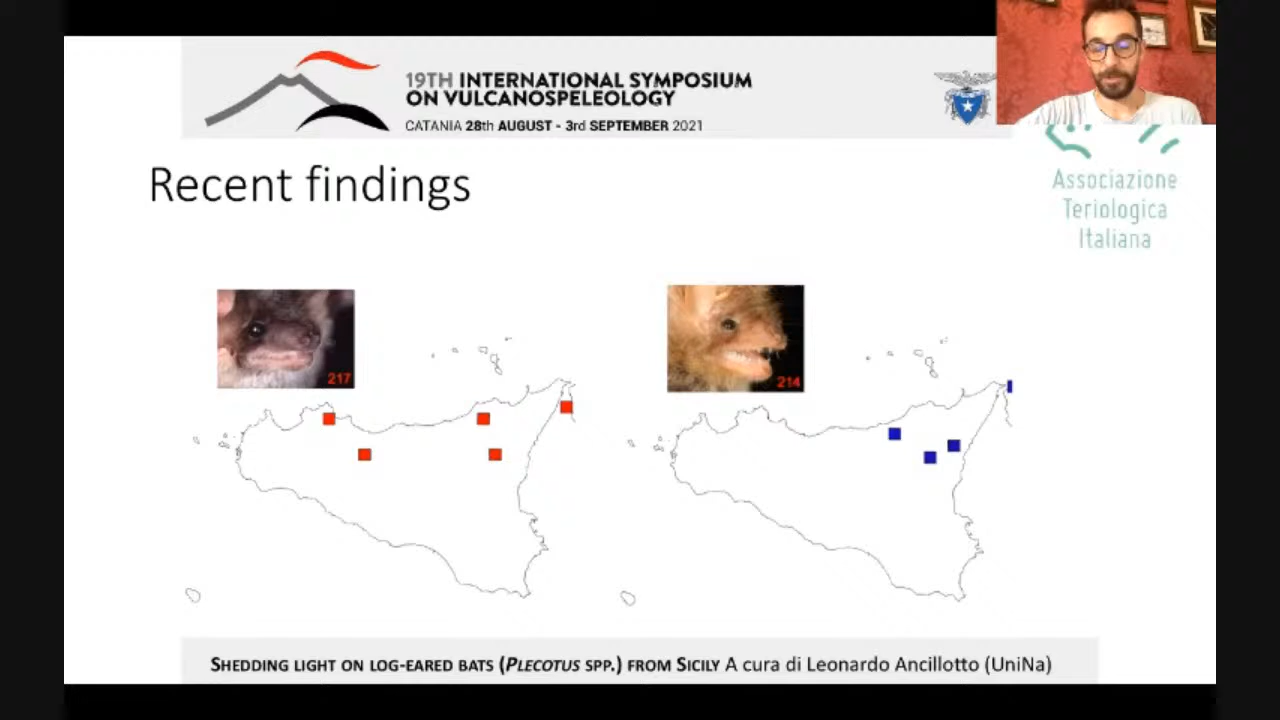 19TH INTERNATIONAL SYMPOSIUM
ON VULCANOSPELEOLOGY
CATANIA 28th AUGUST - 3rd SEPTEMBER 2021
Associazione
Teriologica
Italiana
Recent findings
217
214
SHEDDING LIGHT ON LOG-EARED BATS (PLECOTUS SPP.) FROM SICILY A cura di Leonardo Ancillotto (UniNa)